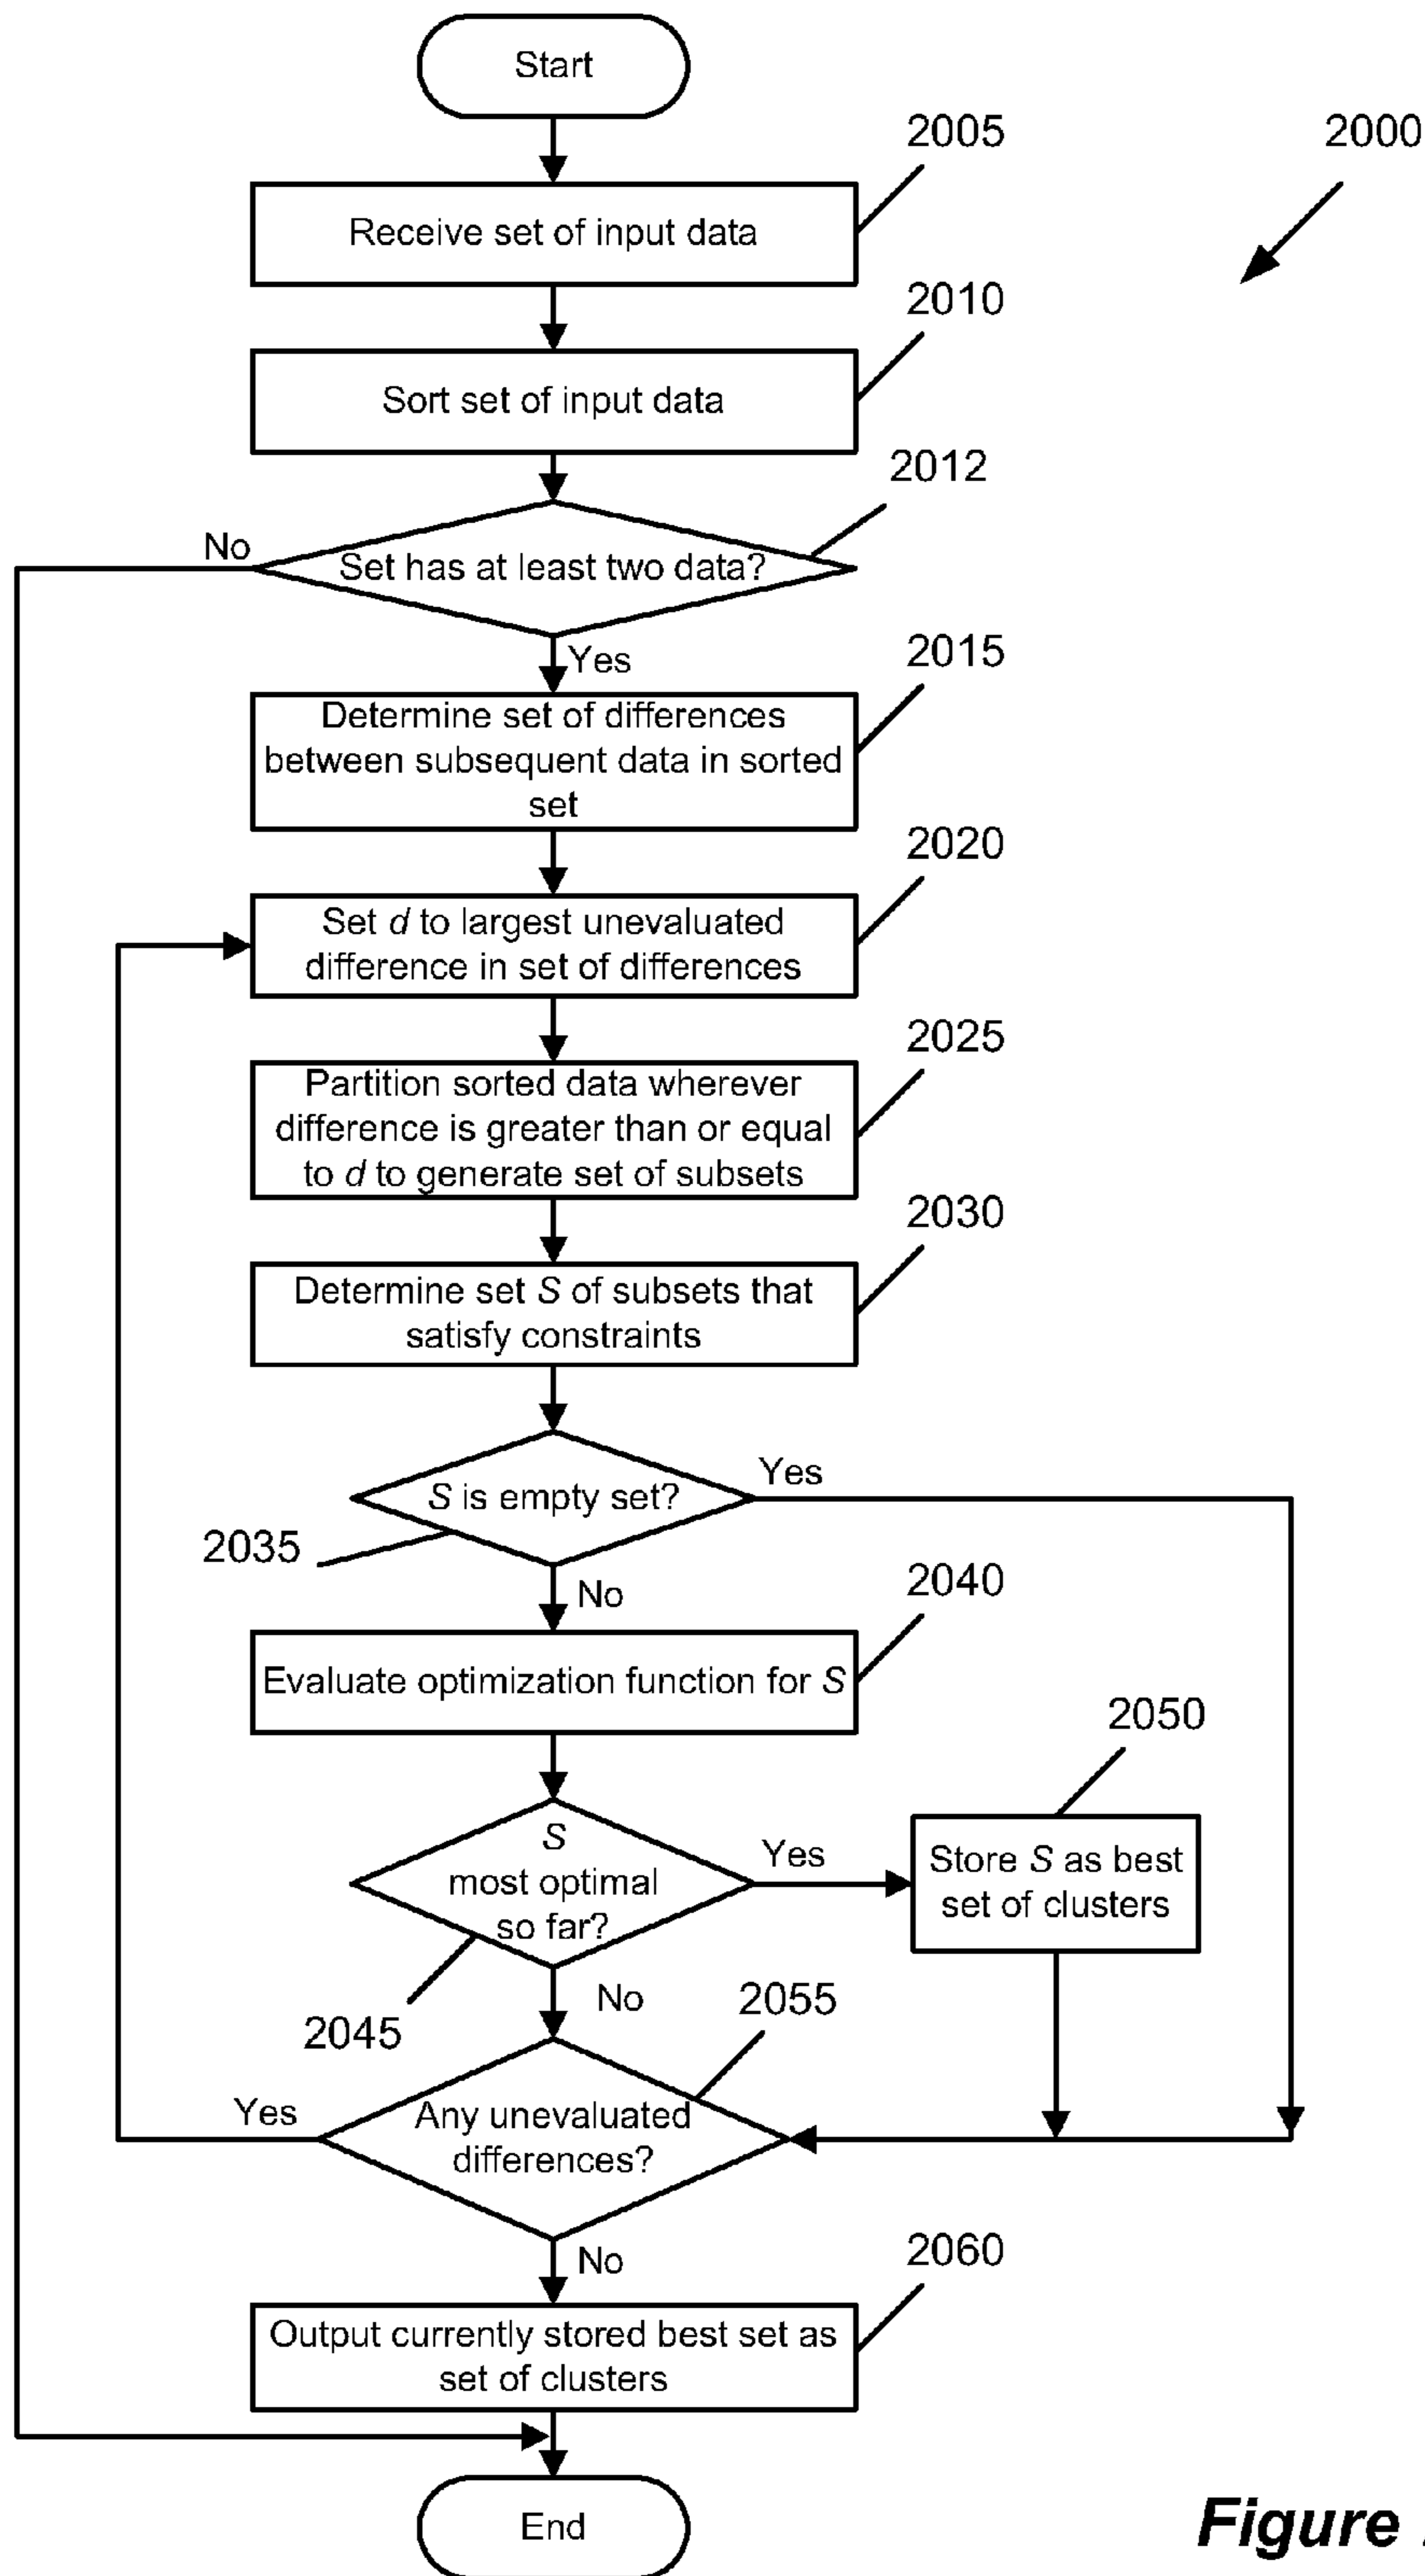 Start
2005
2000
Receive set of input data
2010
Sort set of input data
2012
No
Set has at least two data?
Yes
2015
Determine set of differences
between subsequent data in sorted
set
2020
Set d to largest unevaluated
difference in set of differences
2025
Partition sorted data wherever
difference is greater than or equal
to d to generate set of subsets
2030
Determine set S of subsets that
satisfy constraints
Yes
S is empty set?
2035
No
2040
Evaluate optimization function for S
2050
S
most optimal
so far?
Yes
Store S as best
set of clusters
No
2055
2045
Yes
Any unevaluated
differences?
No
2060
Output currently stored best set as
set of clusters
End
Figure